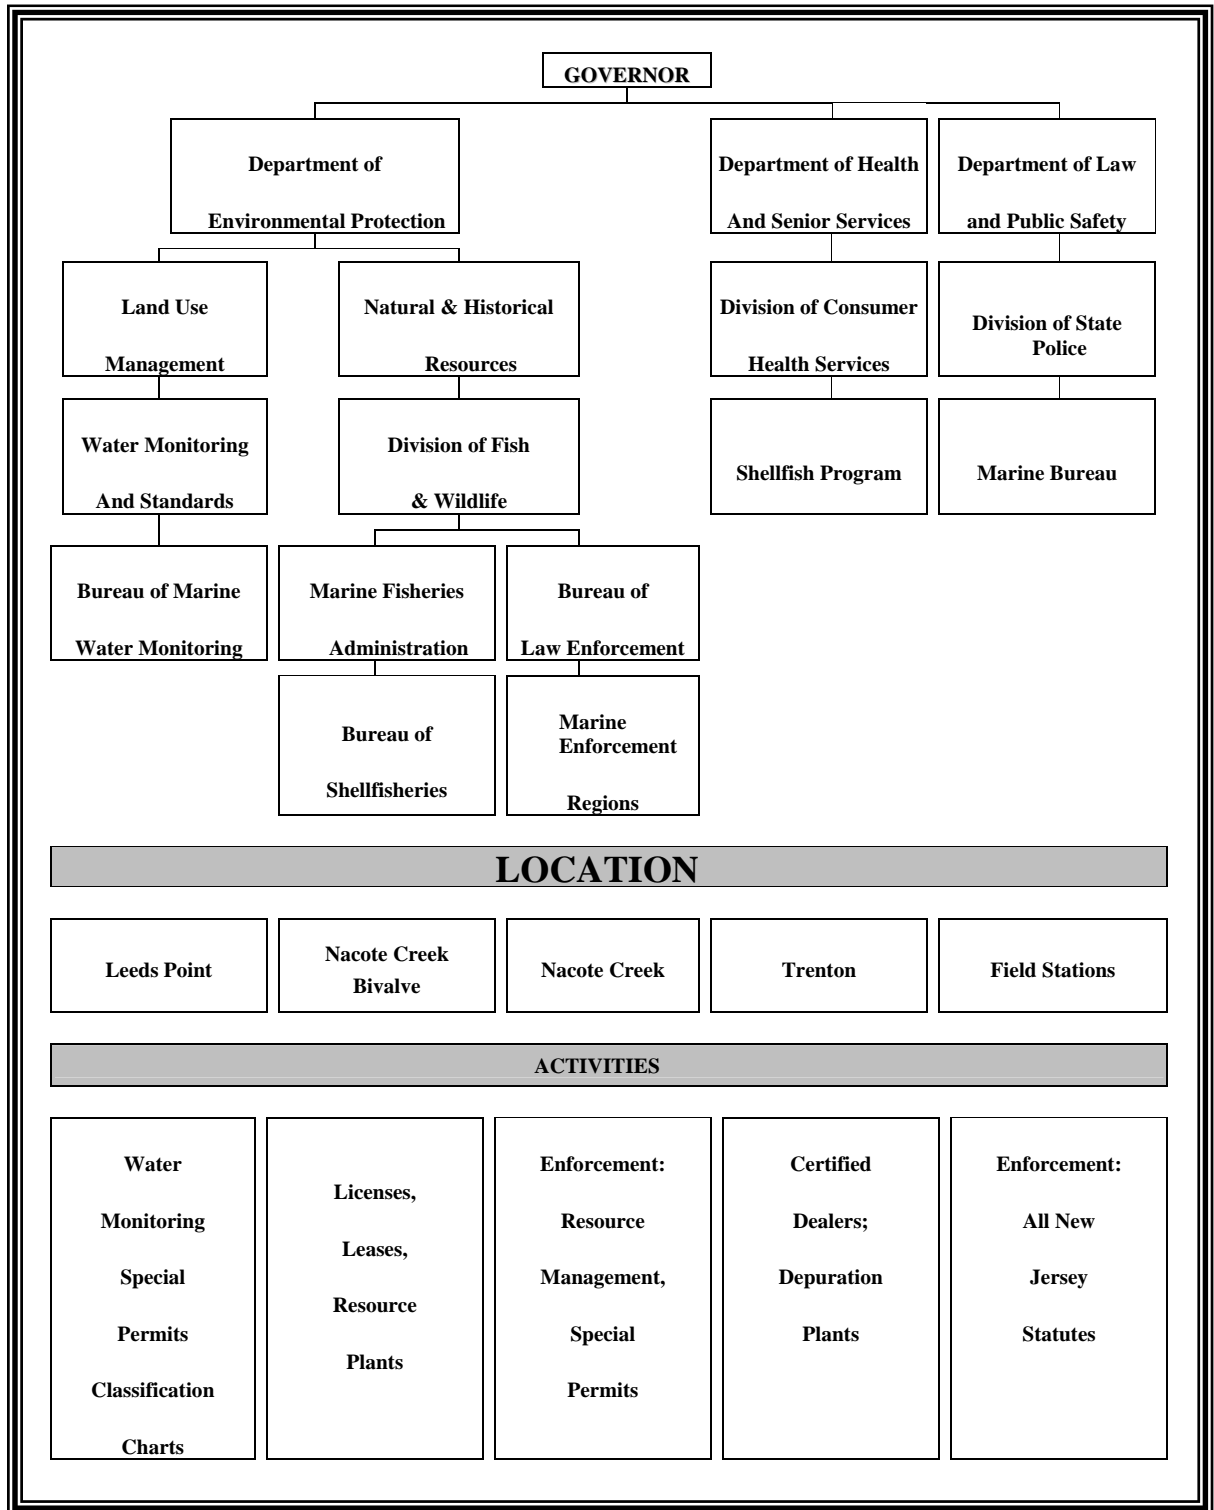 GOVERNOR
Department of
Environmental Protection
Department of Health
And Senior Services
Department of Law
and Public Safety
Land Use
Management
Natural & Historical
Resources
Division of Consumer
Health Services
Division of State
Police
Water Monitoring
And Standards
Division of Fish
& Wildlife
Shellfish Program
Marine Bureau
Bureau of Marine
Water Monitoring
Marine Fisheries
Administration
Bureau of
Law Enforcement
Bureau of
Shellfisheries
Marine
Enforcement
Regions
LOCATION
Leeds Point
Nacote Creek
Bivalve
Nacote Creek
Trenton
Field Stations
ACTIVITIES
Water
Monitoring
Special
Permits
Classification
Charts
Licenses,
Leases,
Resource
Plants
Enforcement:
Resource
Management,
Special
Permits
Certified
Dealers;
Depuration
Plants
Enforcement:
All New
Jersey
Statutes